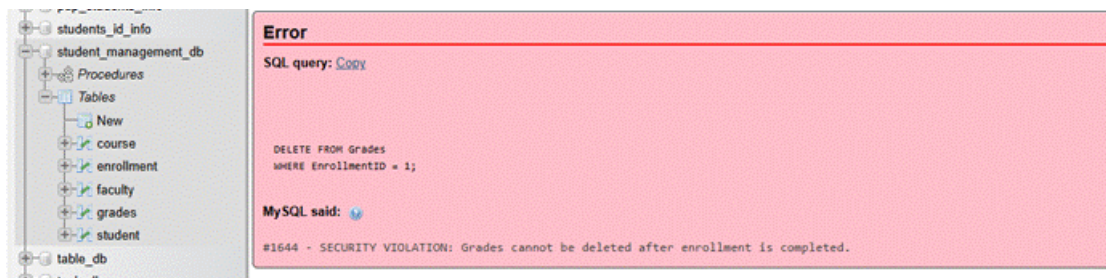 students_id_info
student_management_db
Procedures
Tables
New
course
enrollment
faculty
grades
student
table_db
Error
SQL query: Copy
DELETE FROM Grades
WHERE EnrollmentID = 1;
MySQL said:
#1644 - SECURITY VIOLATION: Grades cannot be deleted after enrollment is completed.